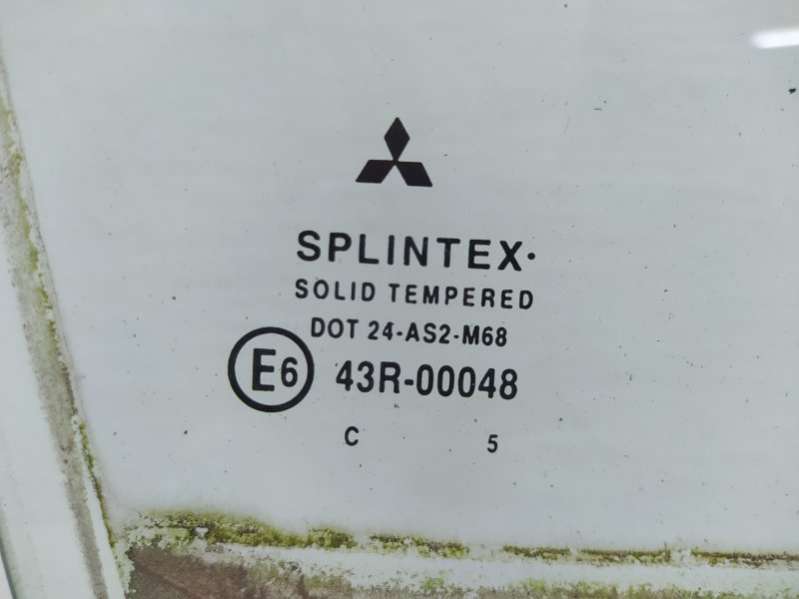 SPLINTEX·
SOLID TEMPERED
DOT 24-AS2-M68
E6 43R-00048
C 5